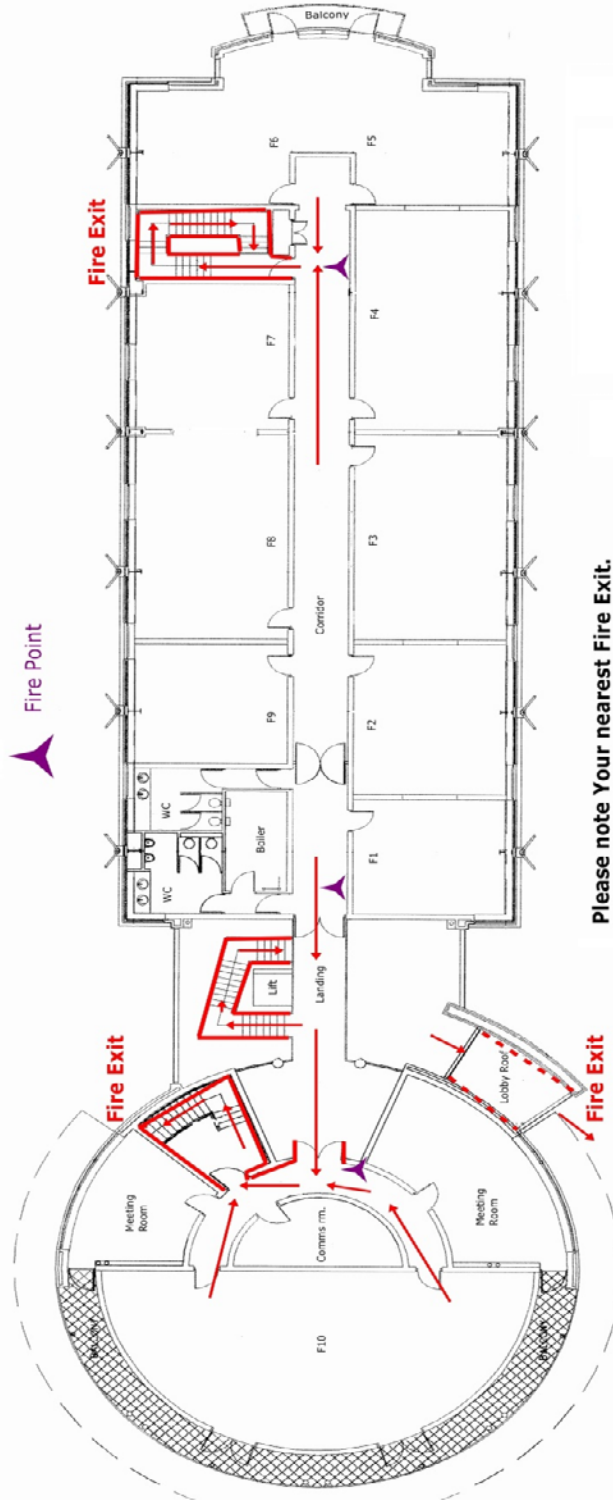 Fire Point
Fire Exit
Fire Exit
Balcony
F6
F5
F7
F4
F8
F3
Corridor
F9
F2
WC
WC
Boiler
F1
Lift
Landing
Lobby Roof
Fire Exit
Meeting
Room
Comms rm.
Meeting
Room
F10
BALCONY
BALCONY
Please note Your nearest Fire Exit.